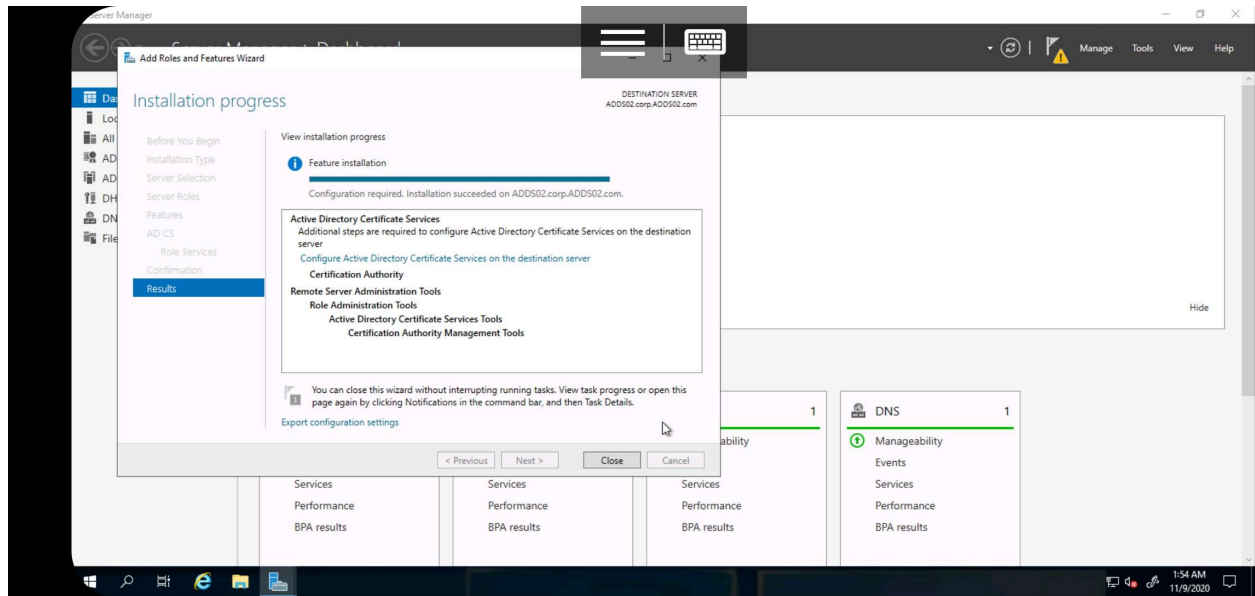 Server Manager
Manage Tools View Help
Add Roles and Features Wizard
Installation progress
DESTINATION SERVER
ADDS02.corp.ADDS02.com
Before You Begin
Installation Type
Server Selection
Server Roles
Features
AD CS
Role Services
Confirmation
Results
View installation progress
Feature installation
Configuration required. Installation succeeded on ADDS02.corp.ADDS02.com.
Active Directory Certificate Services
Additional steps are required to configure Active Directory Certificate Services on the destination
server
Configure Active Directory Certificate Services on the destination server
Certification Authority
Remote Server Administration Tools
Role Administration Tools
Active Directory Certificate Services Tools
Certification Authority Management Tools
1
You can close this wizard without interrupting running tasks. View task progress or open this
page again by clicking Notifications in the command bar, and then Task Details.
Export configuration settings
< Previous Next > Close Cancel
All
AD
AD
DH
DN
File
Hide
1
DNS 1
Manageability
Events
Services Services Services Services
Performance Performance Performance Performance
BPA results BPA results BPA results BPA results
1:54 AM
11/9/2020